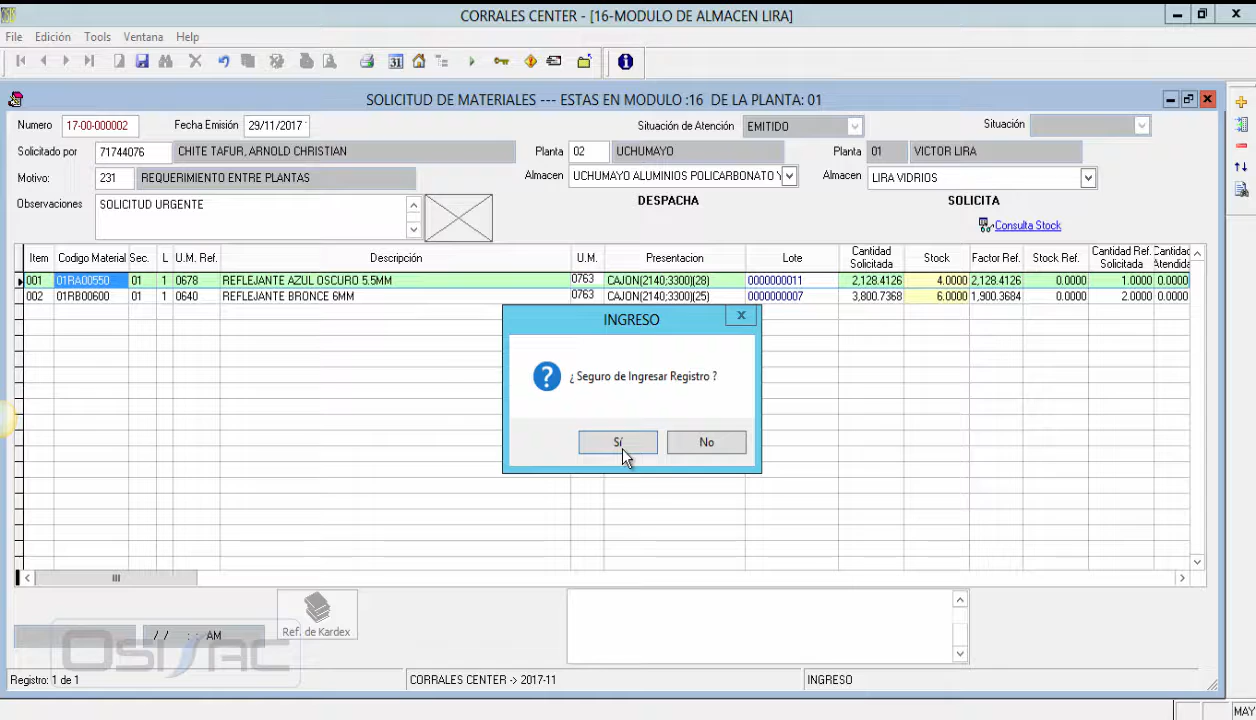 CORRALES CENTER - [16-MODULO DE ALMACEN LIRA]
File Edición Tools Ventana Help
31
SOLICITUD DE MATERIALES --- ESTAS EN MODULO :16 DE LA PLANTA: 01
Numero 17-00-000002 Fecha Emisión 29/11/2017 Situación de Atención EMITIDO Situación
Solicitado por 71744076 CHITE TAFUR, ARNOLD CHRISTIAN Planta 02 UCHUMAYO Planta 01 VICTOR LIRA
Motivo: 231 REQUERIMIENTO ENTRE PLANTAS Almacen UCHUMAYO ALUMINIOS POLICARBONATO Y Almacen LIRA VIDRIOS
Observaciones SOLICITUD URGENTE DESPACHA SOLICITA
Consulta Stock
Item Codigo Material Sec. L U.M. Ref. Descripción U.M. Presentacion Lote Cantidad Solicitada Stock Factor Ref. Stock Ref. Cantidad Ref. Solicitada Cantidad Atendida
001 01RA00550 01 1 0678 REFLEJANTE AZUL OSCURO 5.5MM 0763 CAJON(2140;3300)(28) 0000000011 2,128.4126 4.0000 2,128.4126 0.0000 1.0000 0.0000
002 01RB00600 01 1 0640 REFLEJANTE BRONCE 6MM 0763 CAJON(2140;3300)(25) 0000000007 3,800.7368 6.0000 1,900.3684 0.0000 2.0000 0.0000
INGRESO
x
¿ Seguro de Ingresar Registro ?
Sí No
Ref. de Kardex
/ / : : AM
OSISAC
Registro: 1 de 1 CORRALES CENTER -> 2017-11 INGRESO
MAY